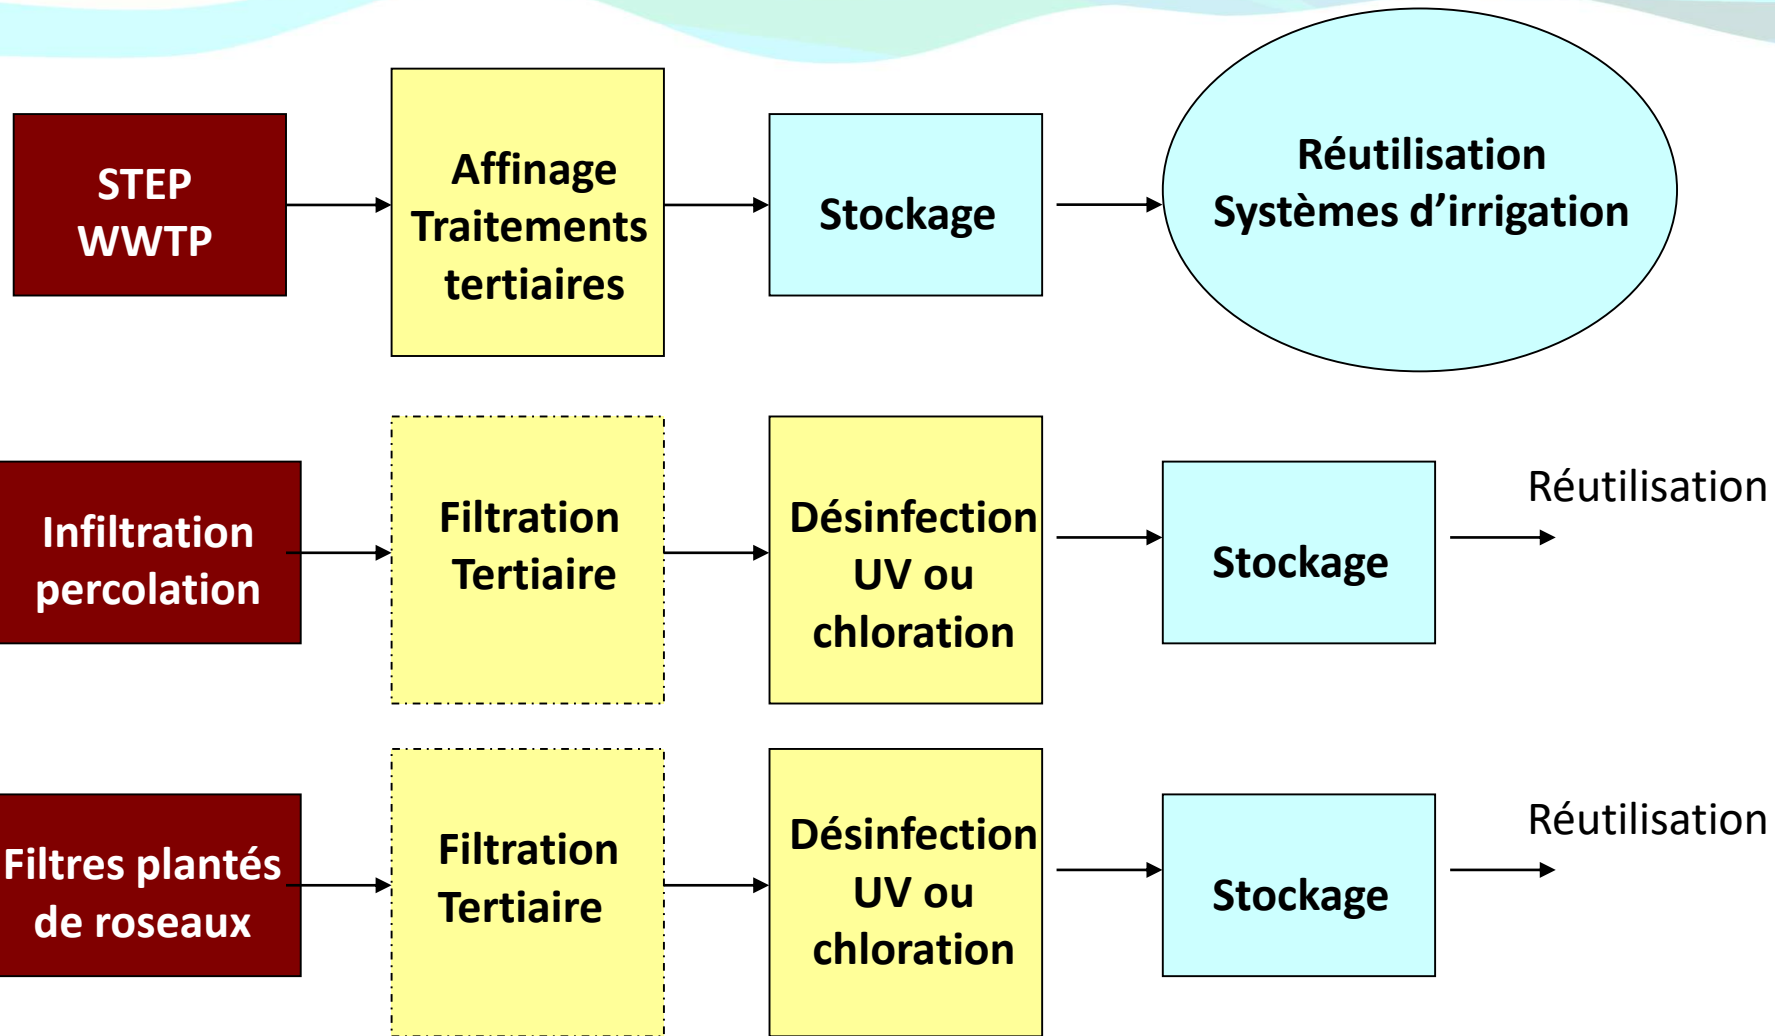 STEP
WWTP
Affinage
Traitements
tertiaires
Stockage
Réutilisation
Systèmes d’irrigation
Infiltration
percolation
Filtration
Tertiaire
Désinfection
UV ou
chloration
Stockage
Réutilisation
Filtres plantés
de roseaux
Filtration
Tertiaire
Désinfection
UV ou
chloration
Stockage
Réutilisation